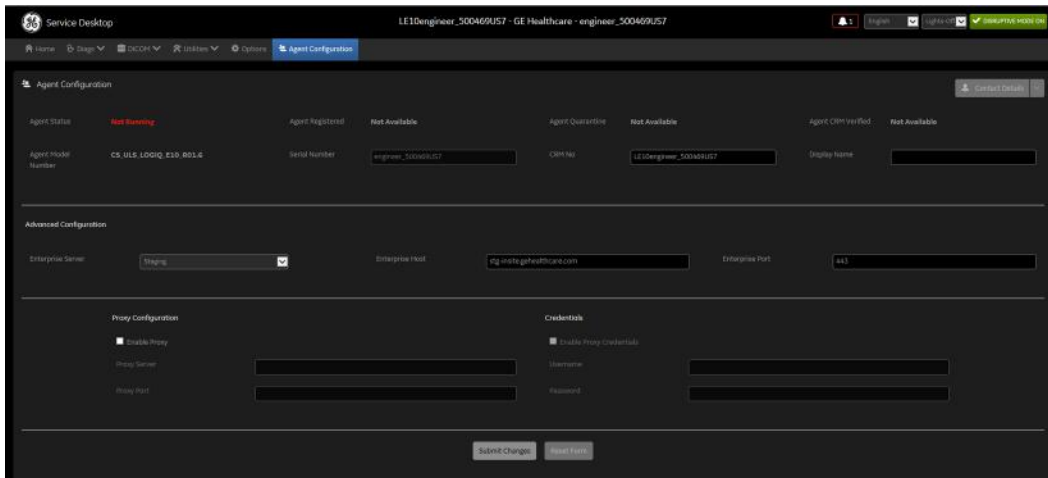 Service Desktop
LE10engineer_500469US7 - GE Healthcare - engineer_500469US7
1
English
Lights-Off
DISRUPTIVE MODE ON
Home
Diags
DICOM
Utilities
Options
Agent Configuration
Agent Configuration
Contact Details
Agent Status Not Running Agent Registered Not Available Agent Quarantine Not Available Agent CRM Verified Not Available
Agent Model Number CS_ULS_LOGIQ_E10_R01.6 Serial Number engineer_500469US7 CRM No LE10engineer_500469US7 Display Name
Advanced Configuration
Enterprise Server Staging Enterprise Host stg-insite.gehealthcare.com Enterprise Port 443
Proxy Configuration Credentials
Enable Proxy Enable Proxy Credentials
Proxy Server Username
Proxy Port Password
Submit Changes Reset Form